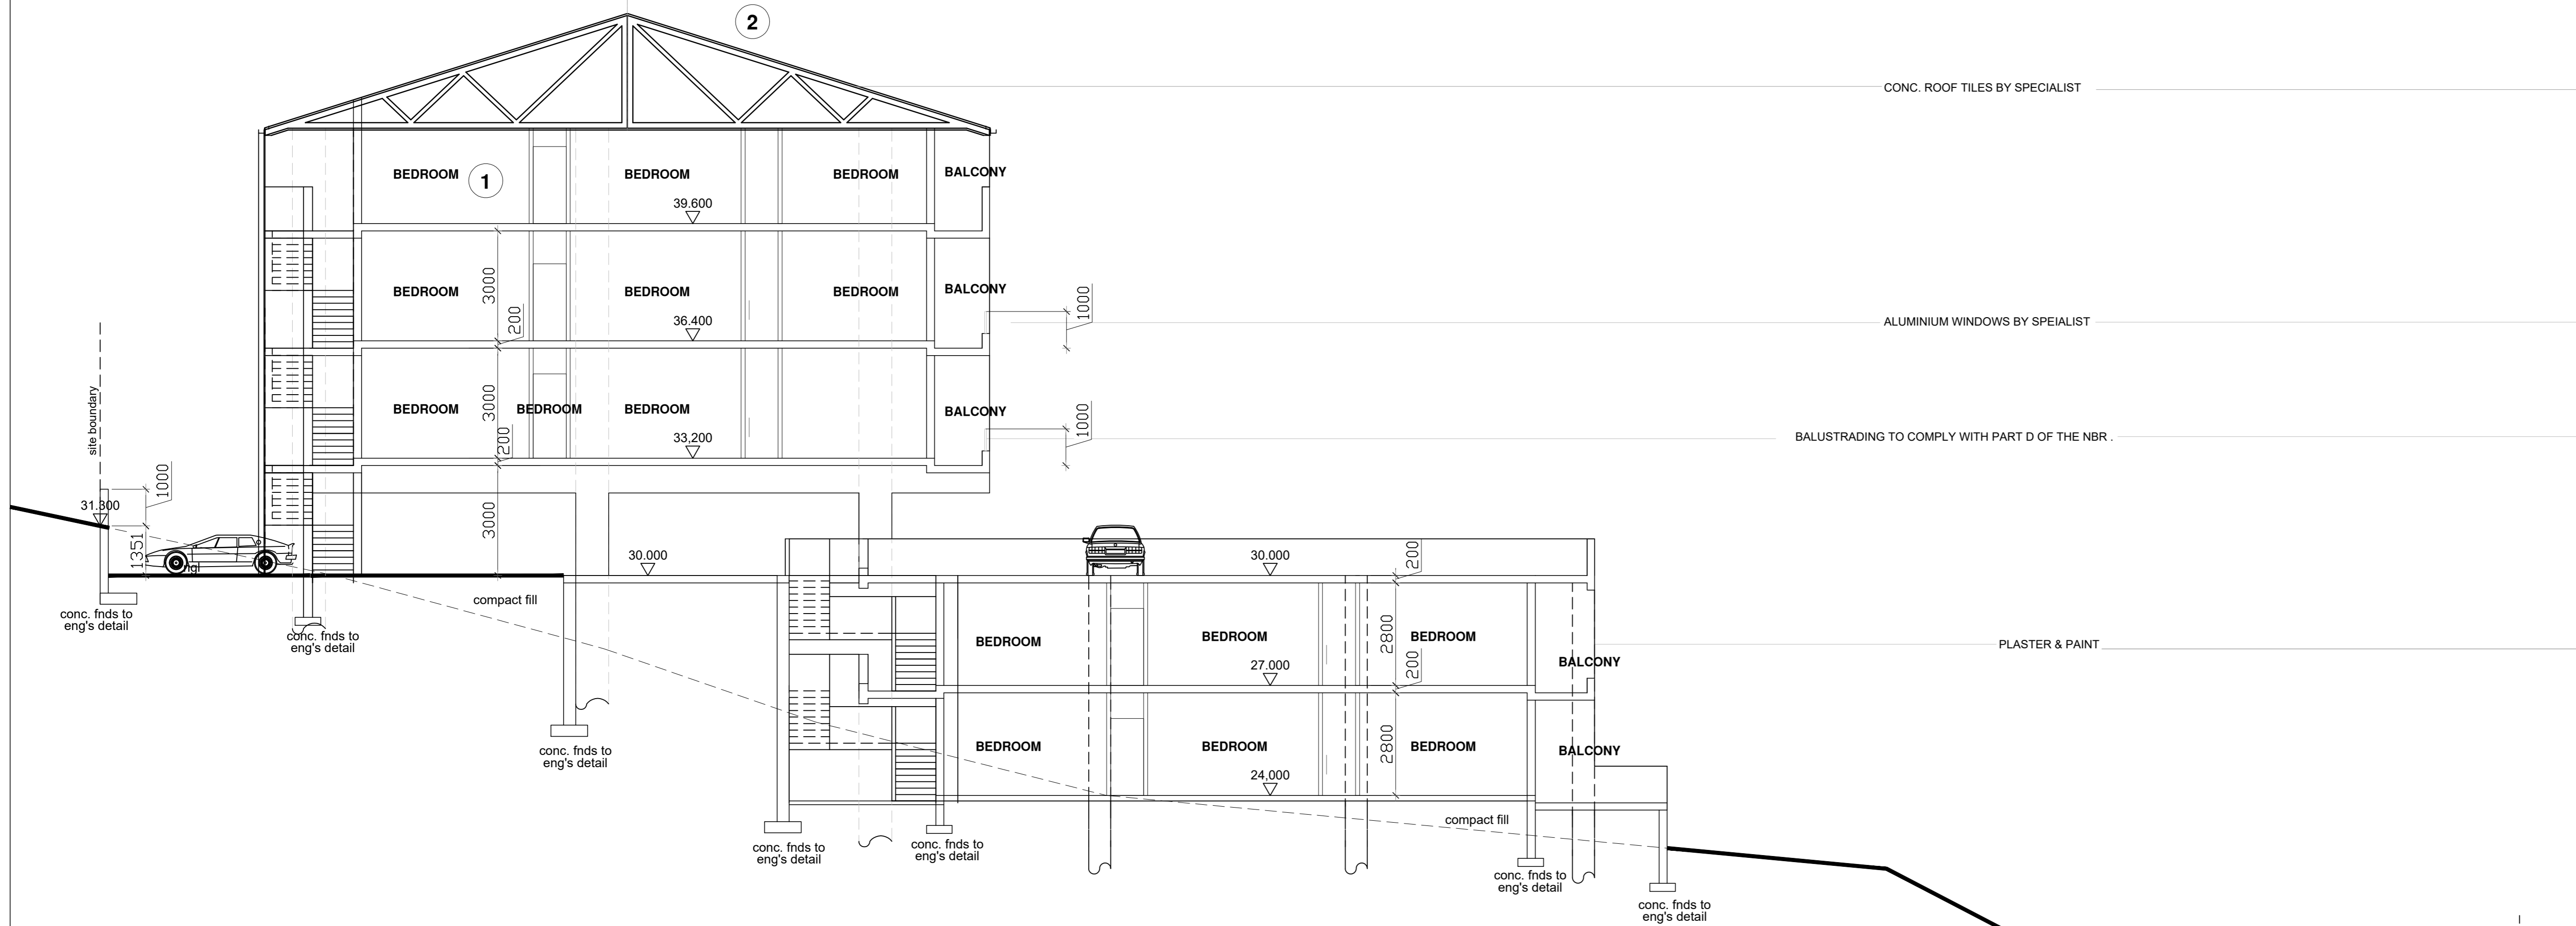 2
CONC. ROOF TILES BY SPECIALIST
BEDROOM
1
BEDROOM
BEDROOM
BALCONY
39.600
BEDROOM
3000
BEDROOM
BEDROOM
BALCONY
200
36.400
1000
ALUMINIUM WINDOWS BY SPEIALIST
site boundary
BEDROOM
3000
BEDROOM
BEDROOM
BALCONY
200
33,200
1000
BALUSTRADING TO COMPLY WITH PART D OF THE NBR .
31.300
1000
1351
ngl
3000
30.000
30.000
200
conc. fnds to
eng's detail
conc. fnds to
eng's detail
compact fill
BEDROOM
BEDROOM
2800
BEDROOM
BALCONY
PLASTER & PAINT
27.000
200
conc. fnds to
eng's detail
BEDROOM
BEDROOM
2800
BEDROOM
BALCONY
24,000
compact fill
conc. fnds to
eng's detail
conc. fnds to
eng's detail
conc. fnds to
eng's detail
conc. fnds to
eng's detail